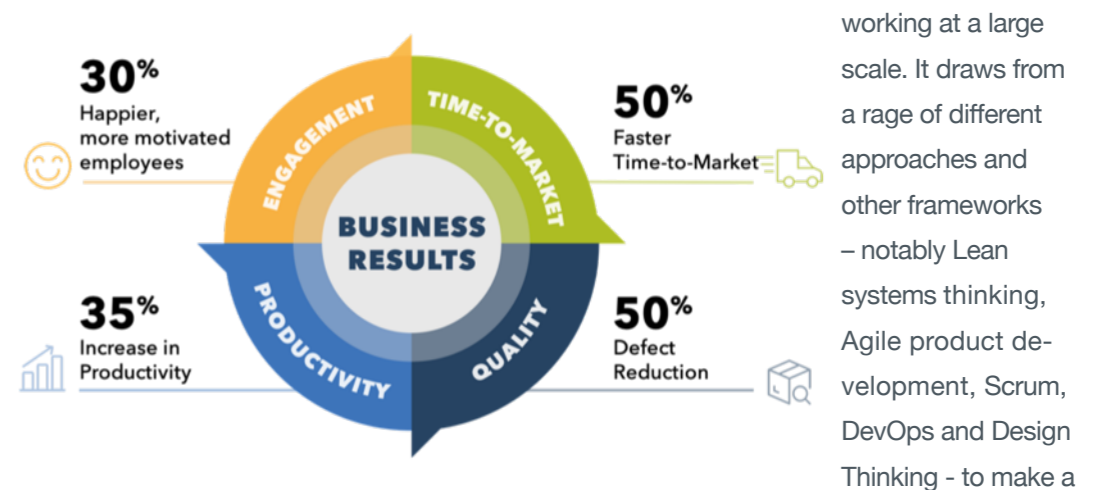 30%
Happier,
more motivated
employees
ENGAGEMENT
TIME-TO-MARKET
50%
Faster
Time-to-Market
BUSINESS
RESULTS
35%
Increase in
Productivity
PRODUCTIVITY
QUALITY
50%
Defect
Reduction
working at a large
scale. It draws from
a rage of different
approaches and
other frameworks
– notably Lean
systems thinking,
Agile product de-
velopment, Scrum,
DevOps and Design
Thinking - to make a